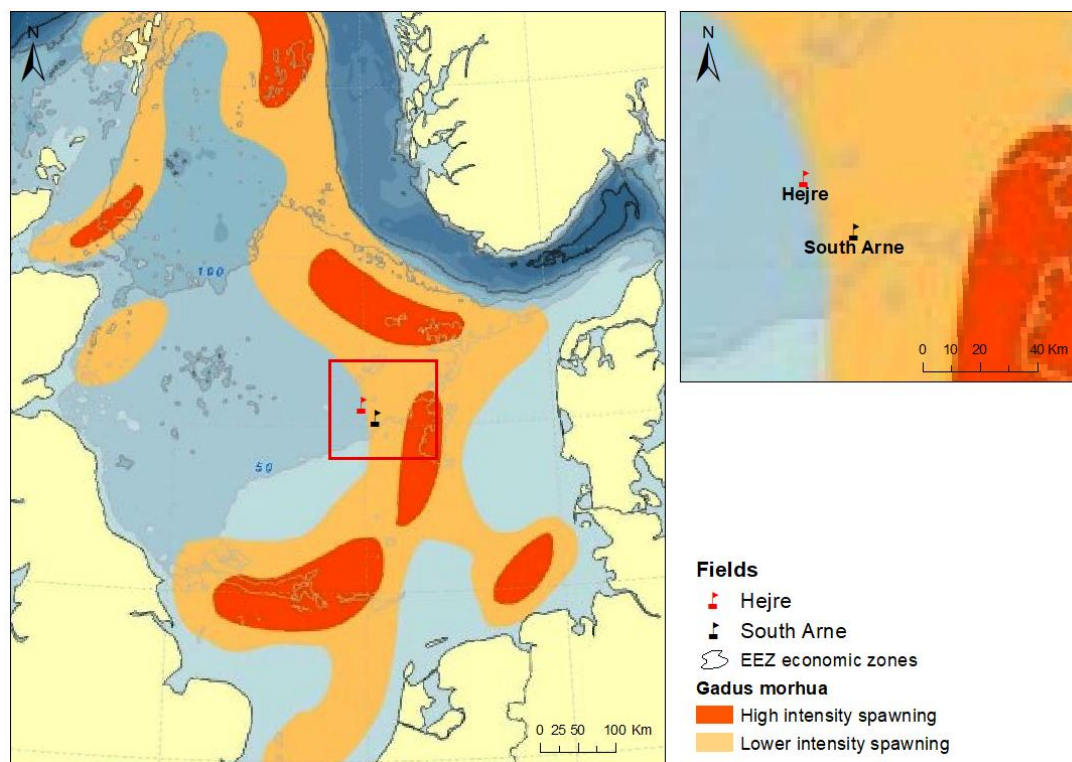 N
100
50
0 25 50 100 Km
N
Hejre
South Arne
0 10 20 40 Km
Fields
Hejre
South Arne
EEZ economic zones
Gadus morhua
High intensity spawning
Lower intensity spawning